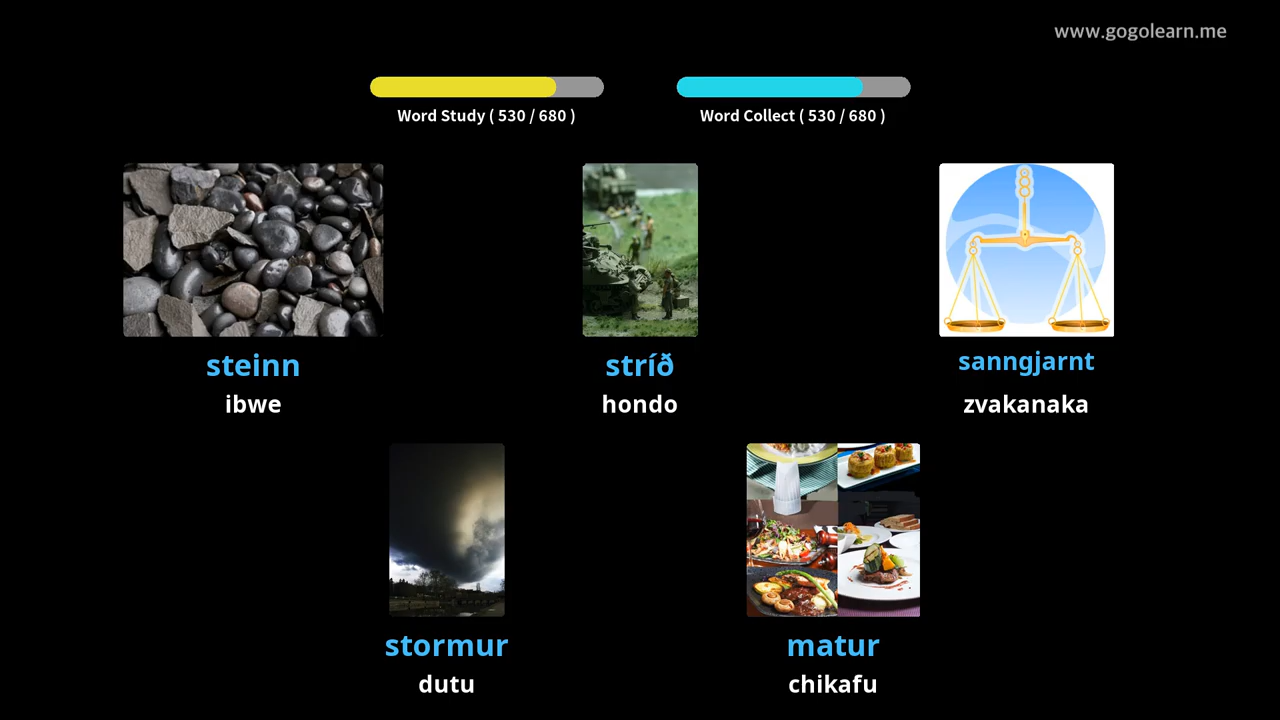 www.gogolearn.me
Word Study ( 530 / 680 )
Word Collect ( 530 / 680 )
steinn
ibwe
stríð
hondo
sanngjarnt
zvakanaka
stormur
dutu
matur
chikafu